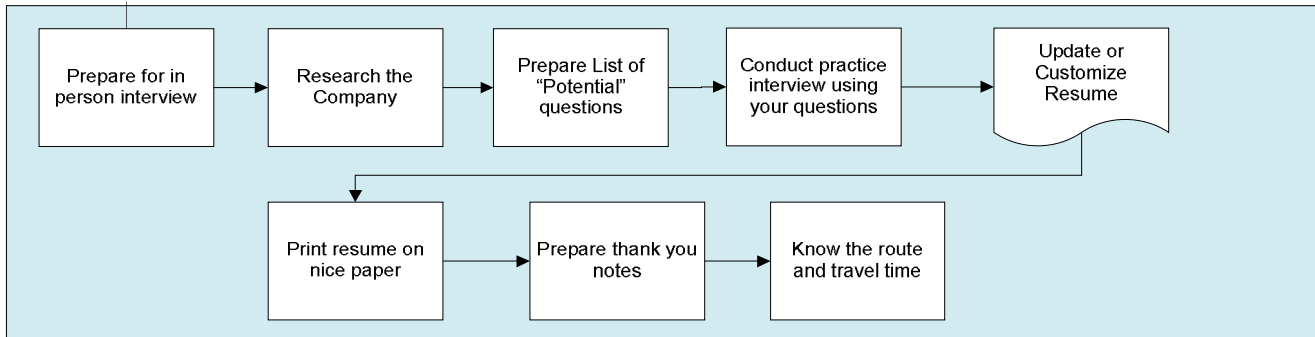 Prepare for in
person interview
Research the
Company
Prepare List of
“Potential”
questions
Conduct practice
interview using
your questions
Update or
Customize
Resume
Print resume on
nice paper
Prepare thank you
notes
Know the route
and travel time